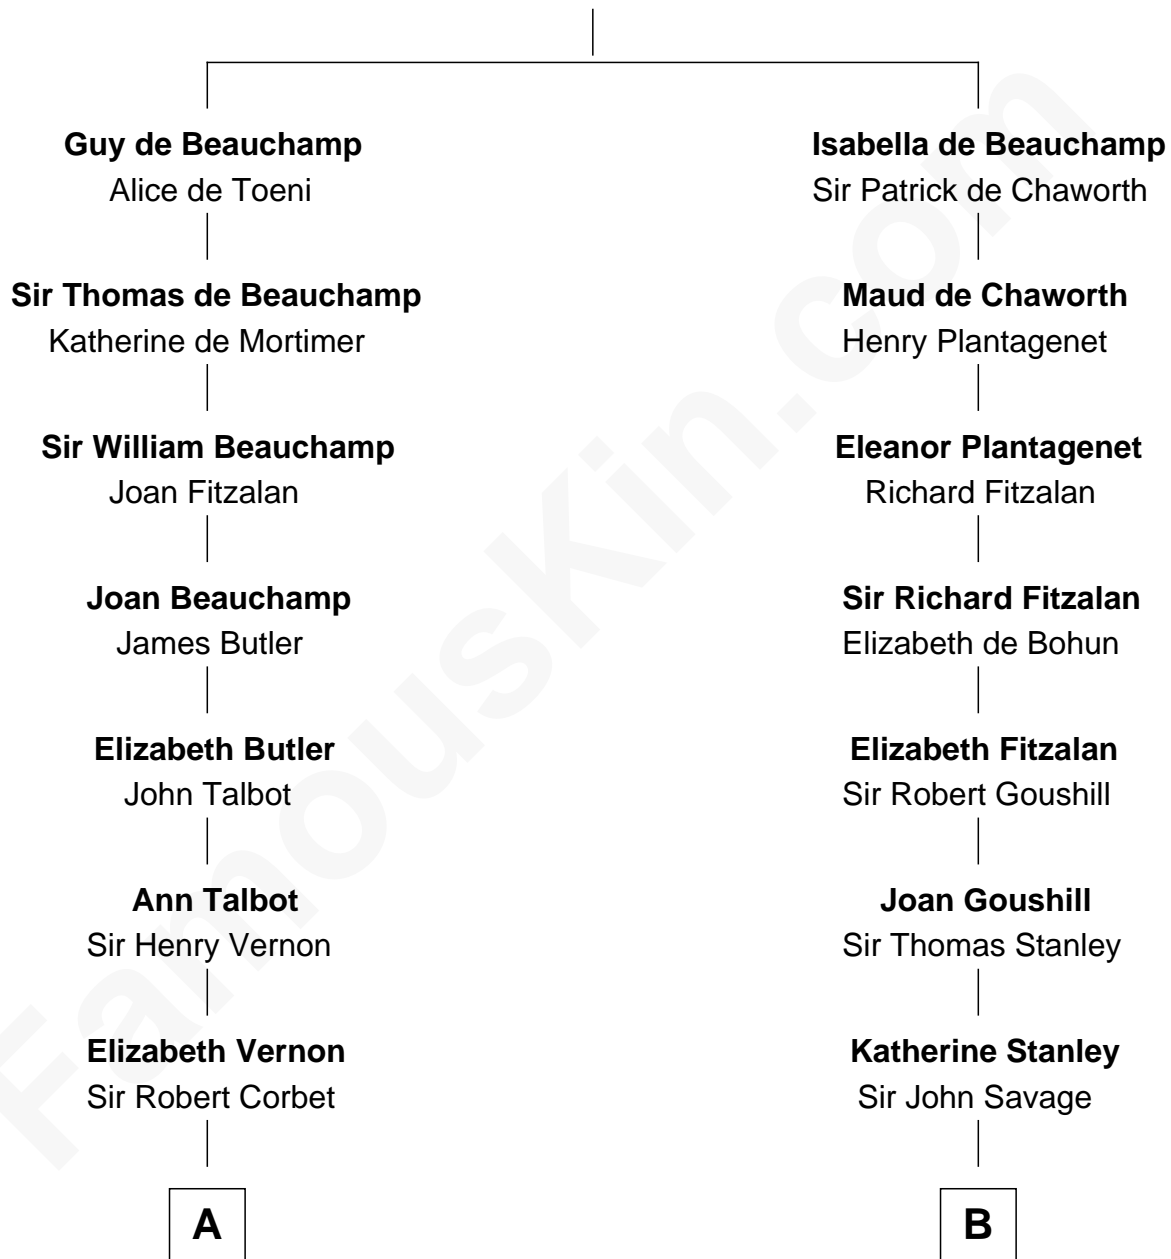 Guy de Beauchamp
Alice de Toeni
Sir Thomas de Beauchamp
Katherine de Mortimer
Sir William Beauchamp
Joan Fitzalan
Joan Beauchamp
James Butler
Elizabeth Butler
John Talbot
Ann Talbot
Sir Henry Vernon
Elizabeth Vernon
Sir Robert Corbet
A
Isabella de Beauchamp
Sir Patrick de Chaworth
Maud de Chaworth
Henry Plantagenet
Eleanor Plantagenet
Richard Fitzalan
Sir Richard Fitzalan
Elizabeth de Bohun
Elizabeth Fitzalan
Sir Robert Goushill
Joan Goushill
Sir Thomas Stanley
Katherine Stanley
Sir John Savage
B
FamousKin.com